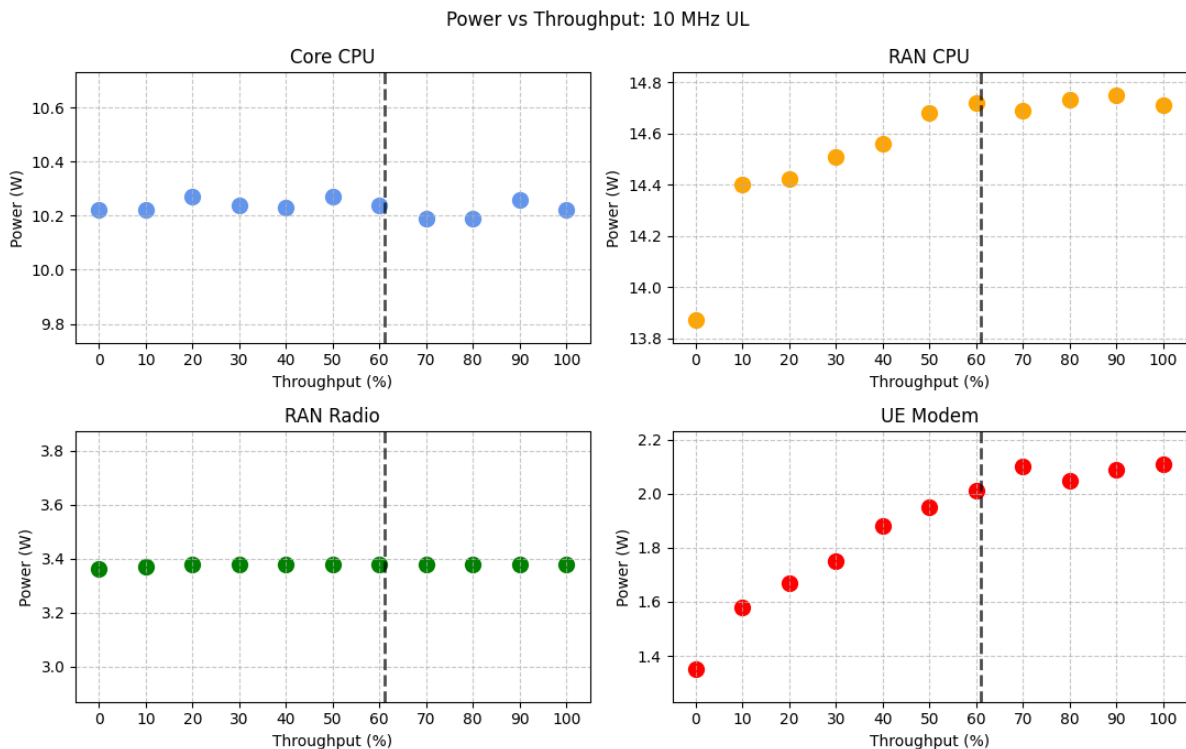 Power vs Throughput: 10 MHz UL
Core CPU
Power (W)
10.6
10.4
10.2
10.0
9.8
0 10 20 30 40 50 60 70 80 90 100
Throughput (%)
RAN CPU
Power (W)
14.8
14.6
14.4
14.2
14.0
13.8
0 10 20 30 40 50 60 70 80 90 100
Throughput (%)
RAN Radio
Power (W)
3.8
3.6
3.4
3.2
3.0
0 10 20 30 40 50 60 70 80 90 100
Throughput (%)
UE Modem
Power (W)
2.2
2.0
1.8
1.6
1.4
0 10 20 30 40 50 60 70 80 90 100
Throughput (%)